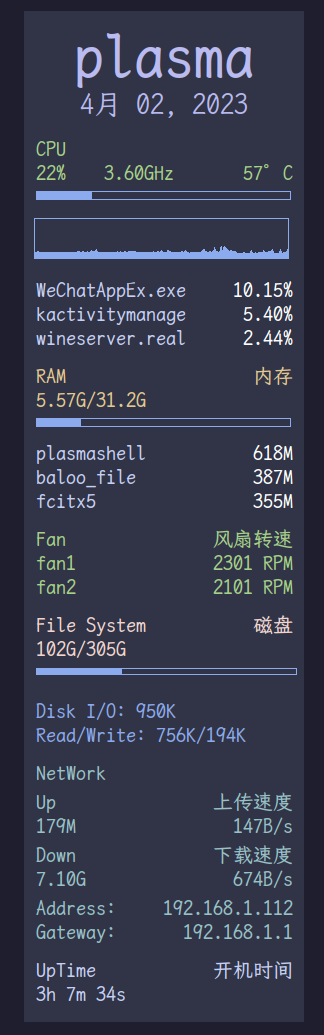 plasma
4月 02, 2023
CPU
22% 3.60GHz 57°C
WeChatAppEx.exe 10.15%
kactivitymanage 5.40%
wineserver.real 2.44%
RAM 内存
5.57G/31.2G
plasmashell 618M
baloo_file 387M
fcitx5 355M
Fan 风扇转速
fan1 2301 RPM
fan2 2101 RPM
File System 磁盘
102G/305G
Disk I/O: 950K
Read/Write: 756K/194K
NetWork
Up 上传速度
179M 147B/s
Down 下载速度
7.10G 674B/s
Address: 192.168.1.112
Gateway: 192.168.1.1
UpTime 开机时间
3h 7m 34s